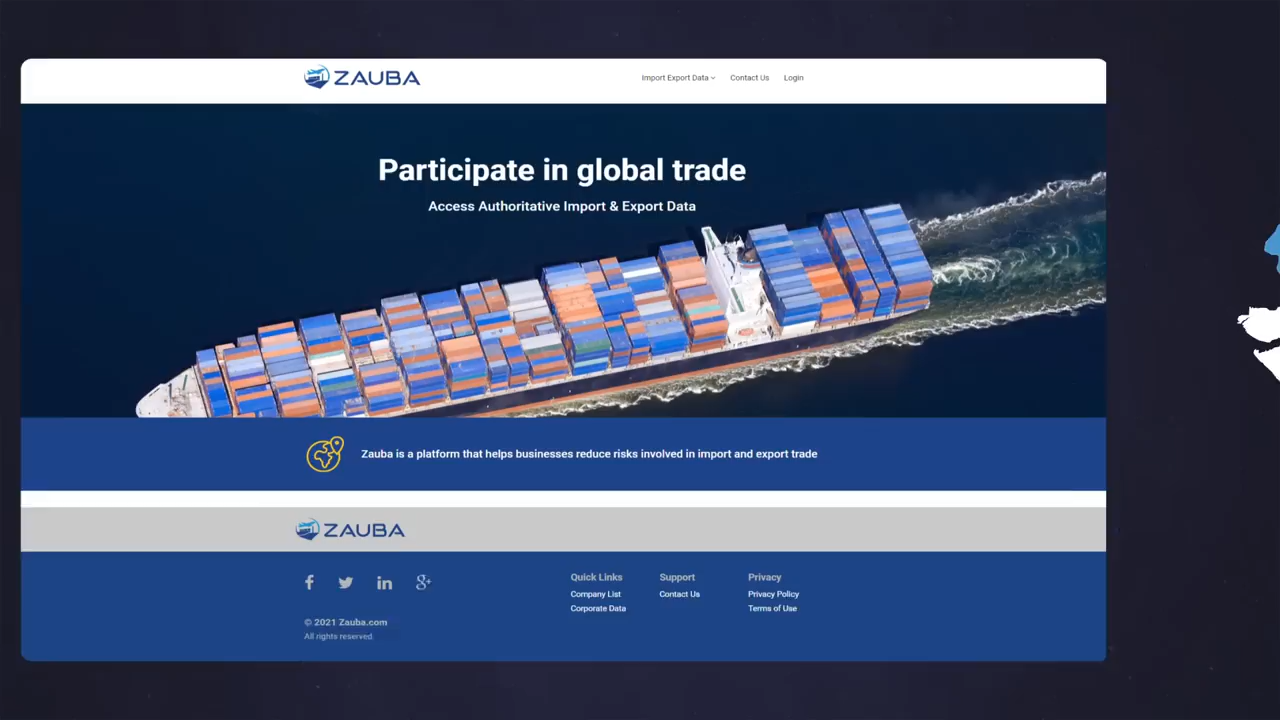 ZAUBA
Import Export Data Contact Us Login
Participate in global trade
Access Authoritative Import & Export Data
Zauba is a platform that helps businesses reduce risks involved in import and export trade
ZAUBA
Quick Links Support Privacy
Company List Contact Us Privacy Policy
Corporate Data Terms of Use
© 2021 Zauba.com
All rights reserved.